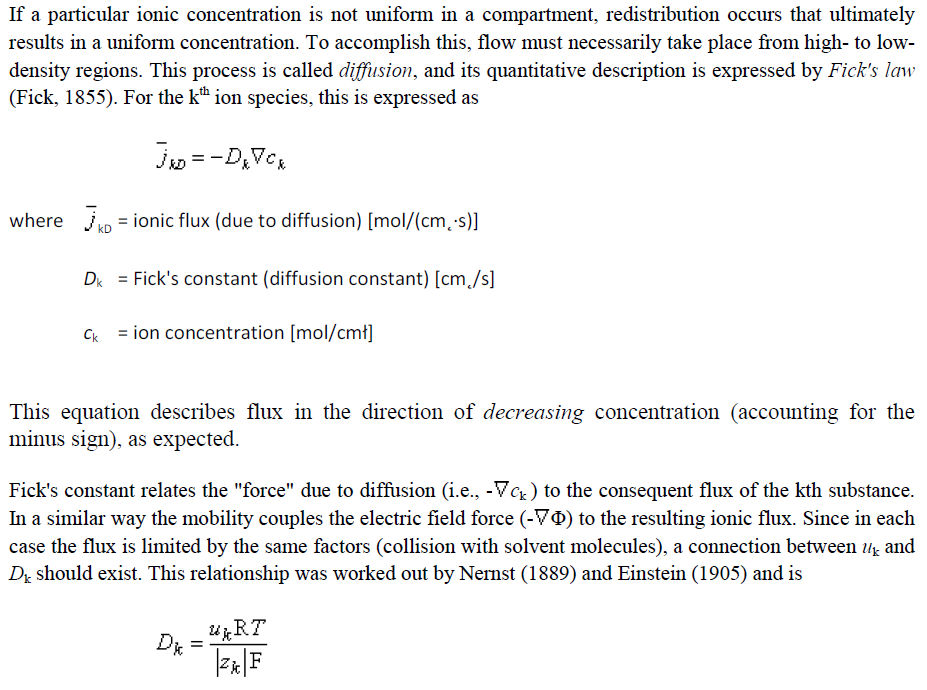 If a particular ionic concentration is not uniform in a compartment, redistribution occurs that ultimately
results in a uniform concentration. To accomplish this, flow must necessarily take place from high- to low-
density regions. This process is called diffusion, and its quantitative description is expressed by Fick's law
(Fick, 1855). For the kᵗʰ ion species, this is expressed as
j̅ₖD = −Dₖ∇cₖ
where j̅kD = ionic flux (due to diffusion) [mol/(cm˛·s)]
Dₖ = Fick's constant (diffusion constant) [cm˛/s]
cₖ = ion concentration [mol/cmł]
This equation describes flux in the direction of decreasing concentration (accounting for the
minus sign), as expected.
Fick's constant relates the "force" due to diffusion (i.e., -∇cₖ) to the consequent flux of the kth substance.
In a similar way the mobility couples the electric field force (-∇Φ) to the resulting ionic flux. Since in each
case the flux is limited by the same factors (collision with solvent molecules), a connection between uₖ and
Dₖ should exist. This relationship was worked out by Nernst (1889) and Einstein (1905) and is
Dₖ = uₖRT / |zₖ|F